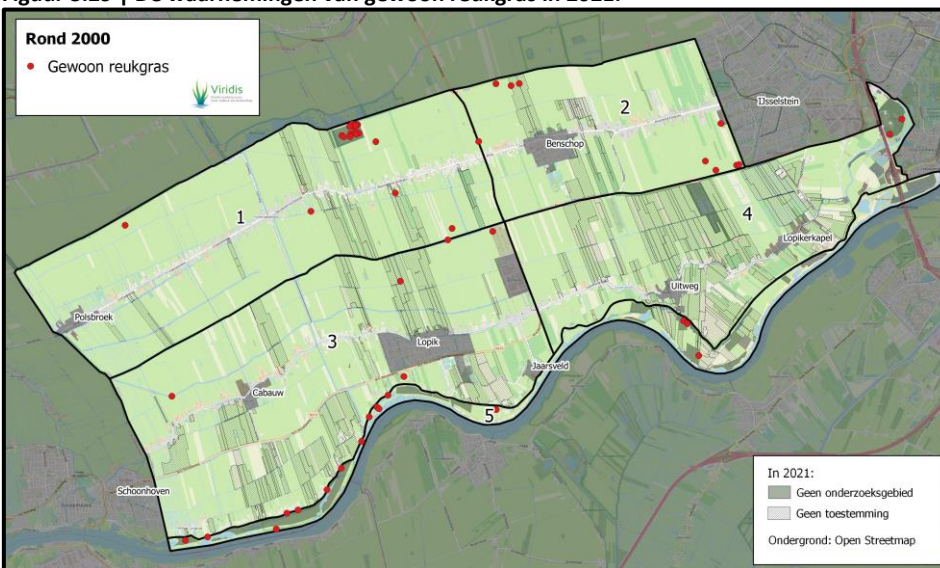 Figuur 3.29 | De waarnemingen van gewoon reukgras in 2021.
Rond 2000
Gewoon reukgras
Viridis
IJsselstein
2
Benschop
1
4
Lopikerkapel
Polsbroek
Uitweg
3
Lopik
Jaarsveld
Cabauw
5
Schoonhoven
In 2021:
Geen onderzoeksgebied
Geen toestemming
Ondergrond: Open Streetmap